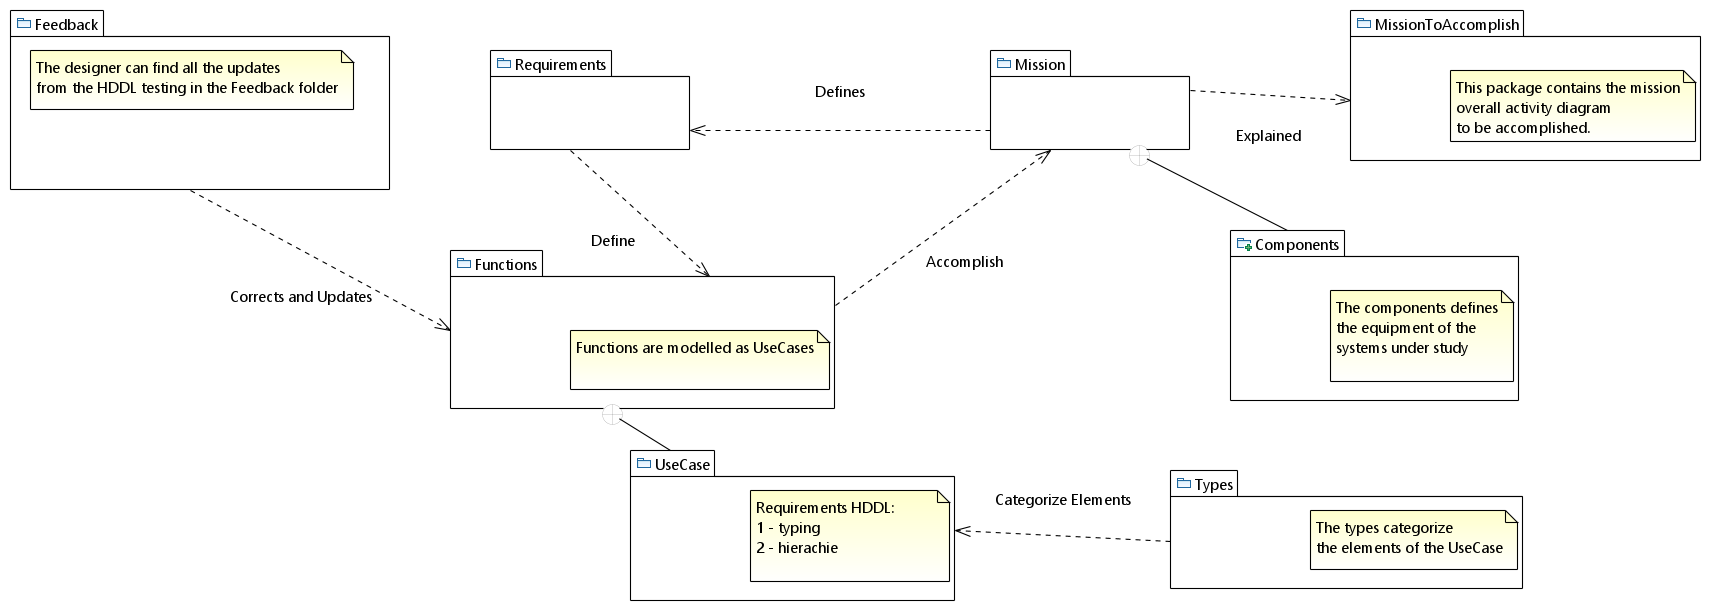 Feedback
The designer can find all the updates
from the HDDL testing in the Feedback folder
Requirements
Defines
Mission
MissionToAccomplish
This package contains the mission
overall activity diagram
to be accomplished.
Explained
Define
Accomplish
Components
The components defines
the equipment of the
systems under study
Corrects and Updates
Functions
Functions are modelled as UseCases
UseCase
Requirements HDDL:
1 - typing
2 - hierachie
Categorize Elements
Types
The types categorize
the elements of the UseCase